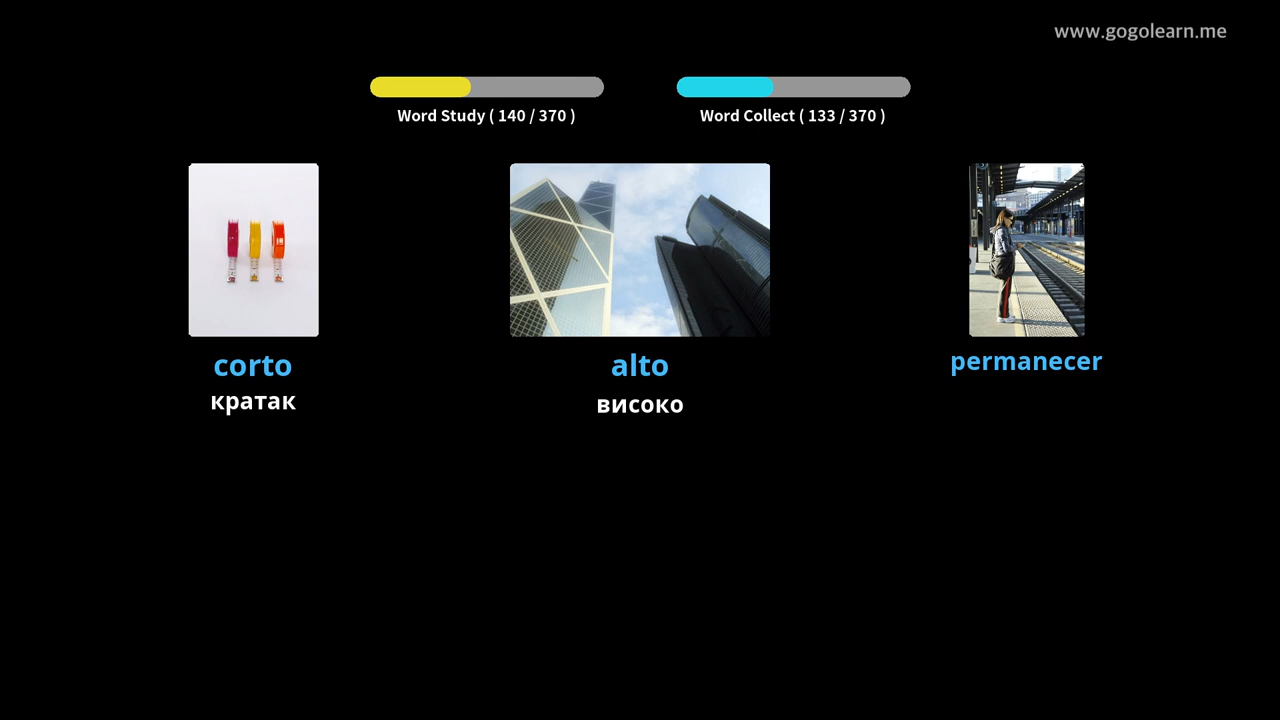 www.gogolearn.me
Word Study ( 140 / 370 )
Word Collect ( 133 / 370 )
corto
кратак
alto
високо
permanecer